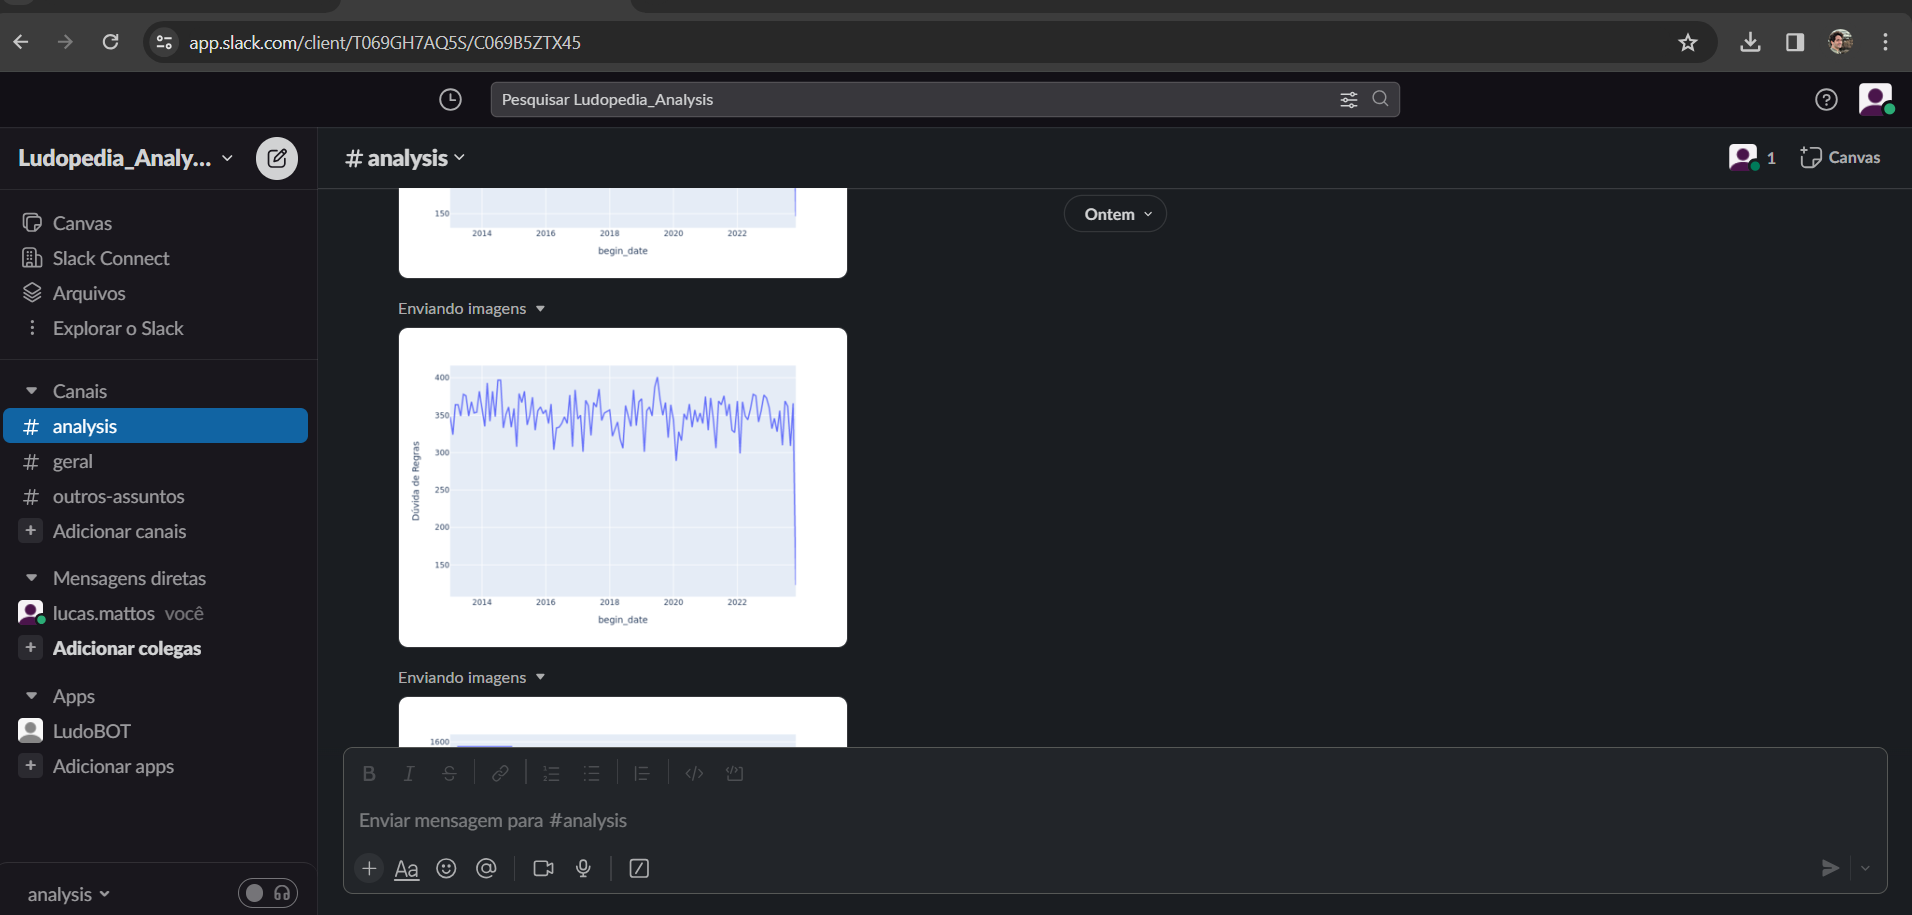 app.slack.com/client/T069GH7AQ5S/C069B5ZTX45
Pesquisar Ludopedia_Analysis
Ludopedia_Analy...
# analysis
1
Canvas
Canvas
Slack Connect
Arquivos
Explorar o Slack
Canais
# analysis
# geral
# outros-assuntos
+ Adicionar canais
Mensagens diretas
lucas.mattos você
+ Adicionar colegas
Apps
LudoBOT
+ Adicionar apps
analysis
Ontem
150
2014 2016 2018 2020 2022
begin_date
Enviando imagens
400
350
300
250
200
150
Dúvida de Regras
2014 2016 2018 2020 2022
begin_date
Enviando imagens
1600
B I S
Enviar mensagem para #analysis
+ Aa @